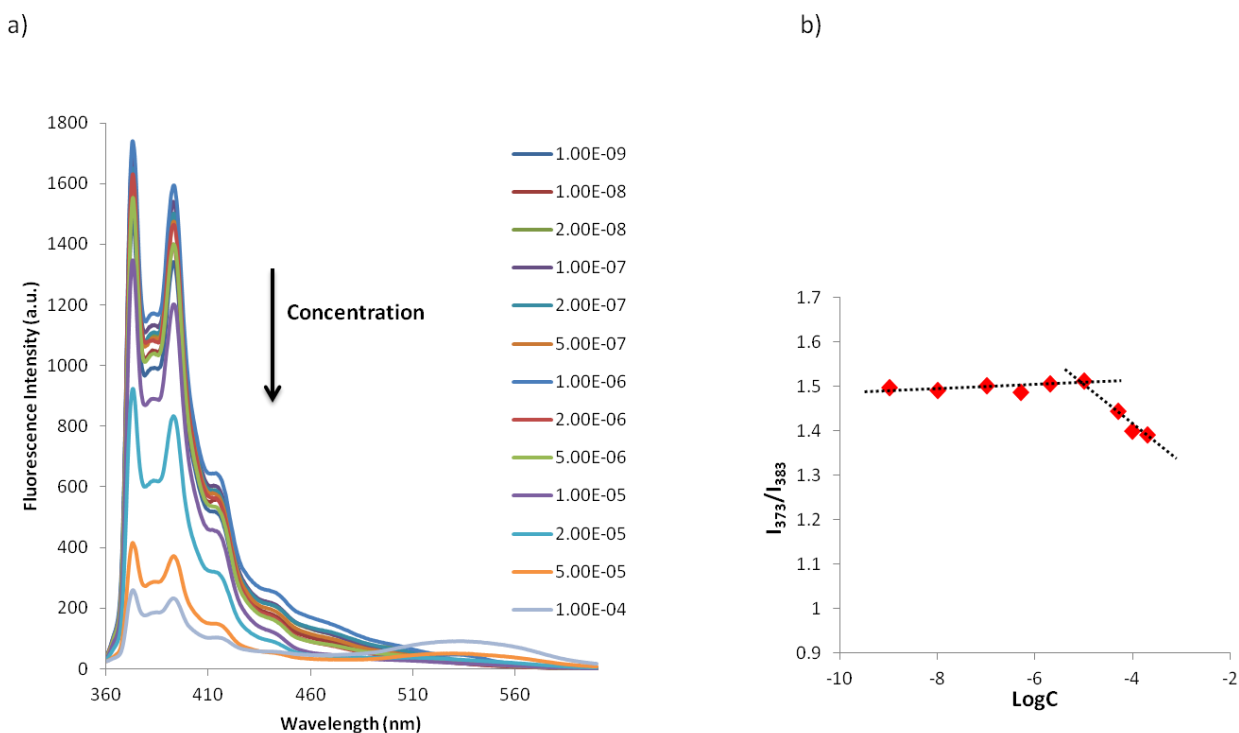 a)
b)
1800
1600
1400
1200
1000
800
600
400
200
0
Fluorescence Intensity (a.u.)
360
410
460
510
560
Wavelength (nm)
Concentration
1.00E-09
1.00E-08
2.00E-08
1.00E-07
2.00E-07
5.00E-07
1.00E-06
2.00E-06
5.00E-06
1.00E-05
2.00E-05
5.00E-05
1.00E-04
1.7
1.6
1.5
1.4
1.3
1.2
1.1
1
0.9
I373/I383
-10
-8
-6
-4
-2
LogC